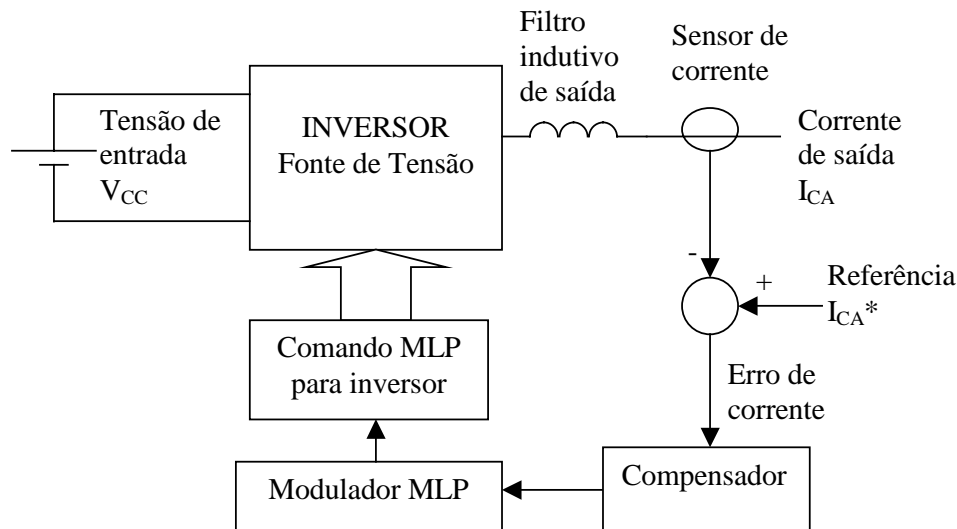 Filtro
indutivo
de saída
Sensor de
corrente
Tensão de
entrada
V_CC
INVERSOR
Fonte de Tensão
Corrente
de saída
I_CA
-
+
Referência
I_CA*
Comando MLP
para inversor
Erro de
corrente
Modulador MLP
Compensador